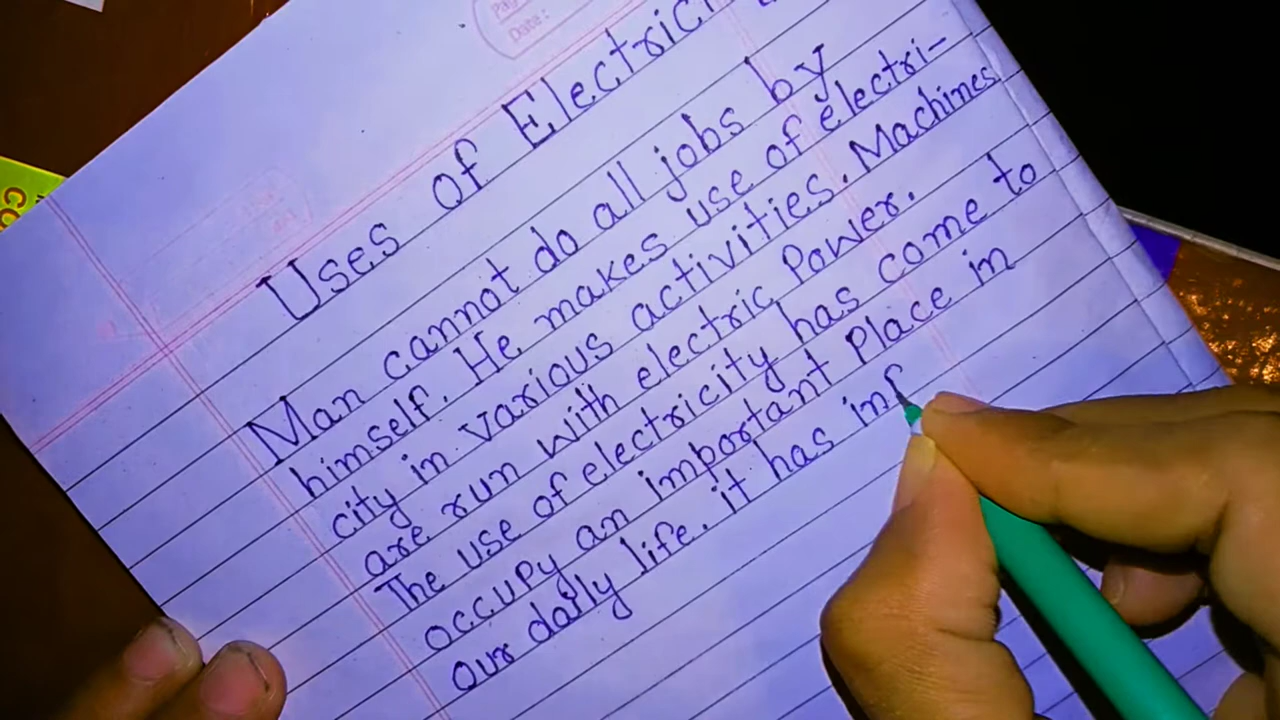 Date:
Uses of Electrici
Man cannot do all jobs by
himself. He makes use of electri-
city in various activities. Machines
are run with electric Power.
The use of electricity has come to
occupy an important Place in
our daily life. it has inf